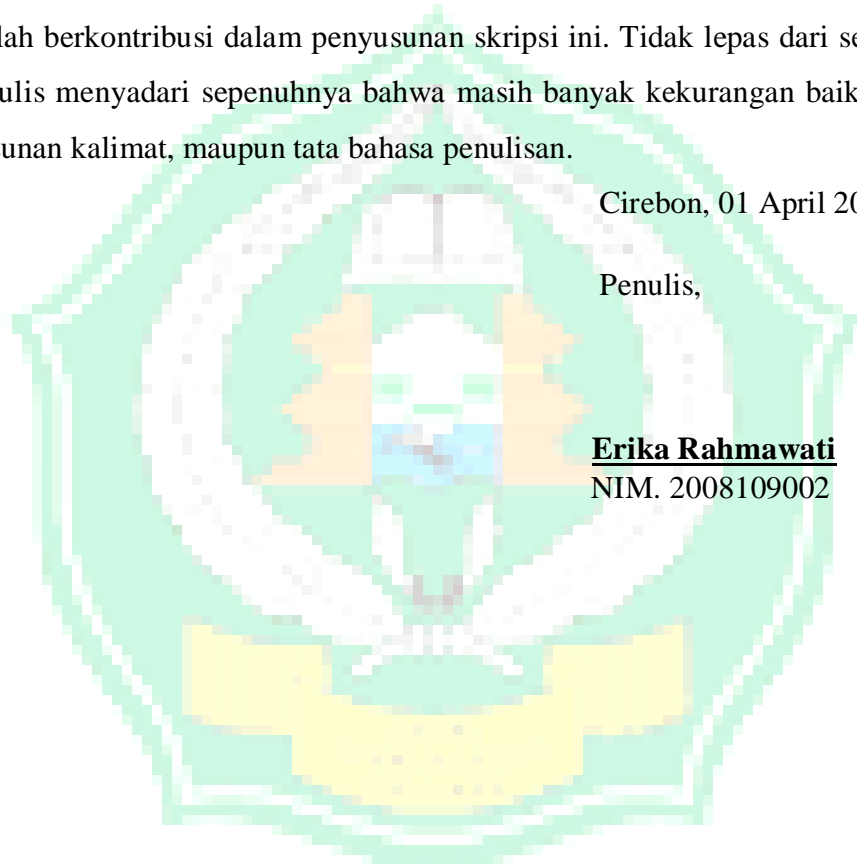 lah berkontribusi dalam penyusunan skripsi ini. Tidak lepas dari se
ulis menyadari sepenuhnya bahwa masih banyak kekurangan baik
unan kalimat, maupun tata bahasa penulisan.
Cirebon, 01 April 20
Penulis,
Erika Rahmawati
NIM. 2008109002